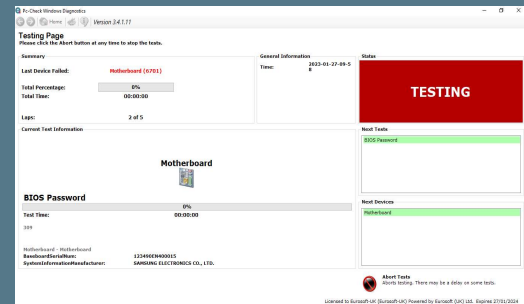 Pc-Check Windows Diagnostics
Home
Version 3.4.1.11
Testing Page
Please click the Abort button at any time to stop the tests.
Summary
Last Device Failed: Motherboard (6701)
Total Percentage: 0%
Total Time: 00:00:00
Laps: 2 of 5
General Information
Time: 2023-01-27-09-5
8
Status
TESTING
Current Test Information
Motherboard
BIOS Password
0%
Test Time: 00:00:00
389
Motherboard - Motherboard
BaseboardSerialNum: 123490EN400015
SystemInformationManufacturer: SAMSUNG ELECTRONICS CO., LTD.
Next Tests
BIOS Password
Next Devices
Motherboard
Abort Tests
Aborts testing. There may be a delay on some tests.
Licensed to Eurosoft-UK (Eurosoft-UK) Powered by Eurosoft (UK) Ltd. Expires 27/01/2024